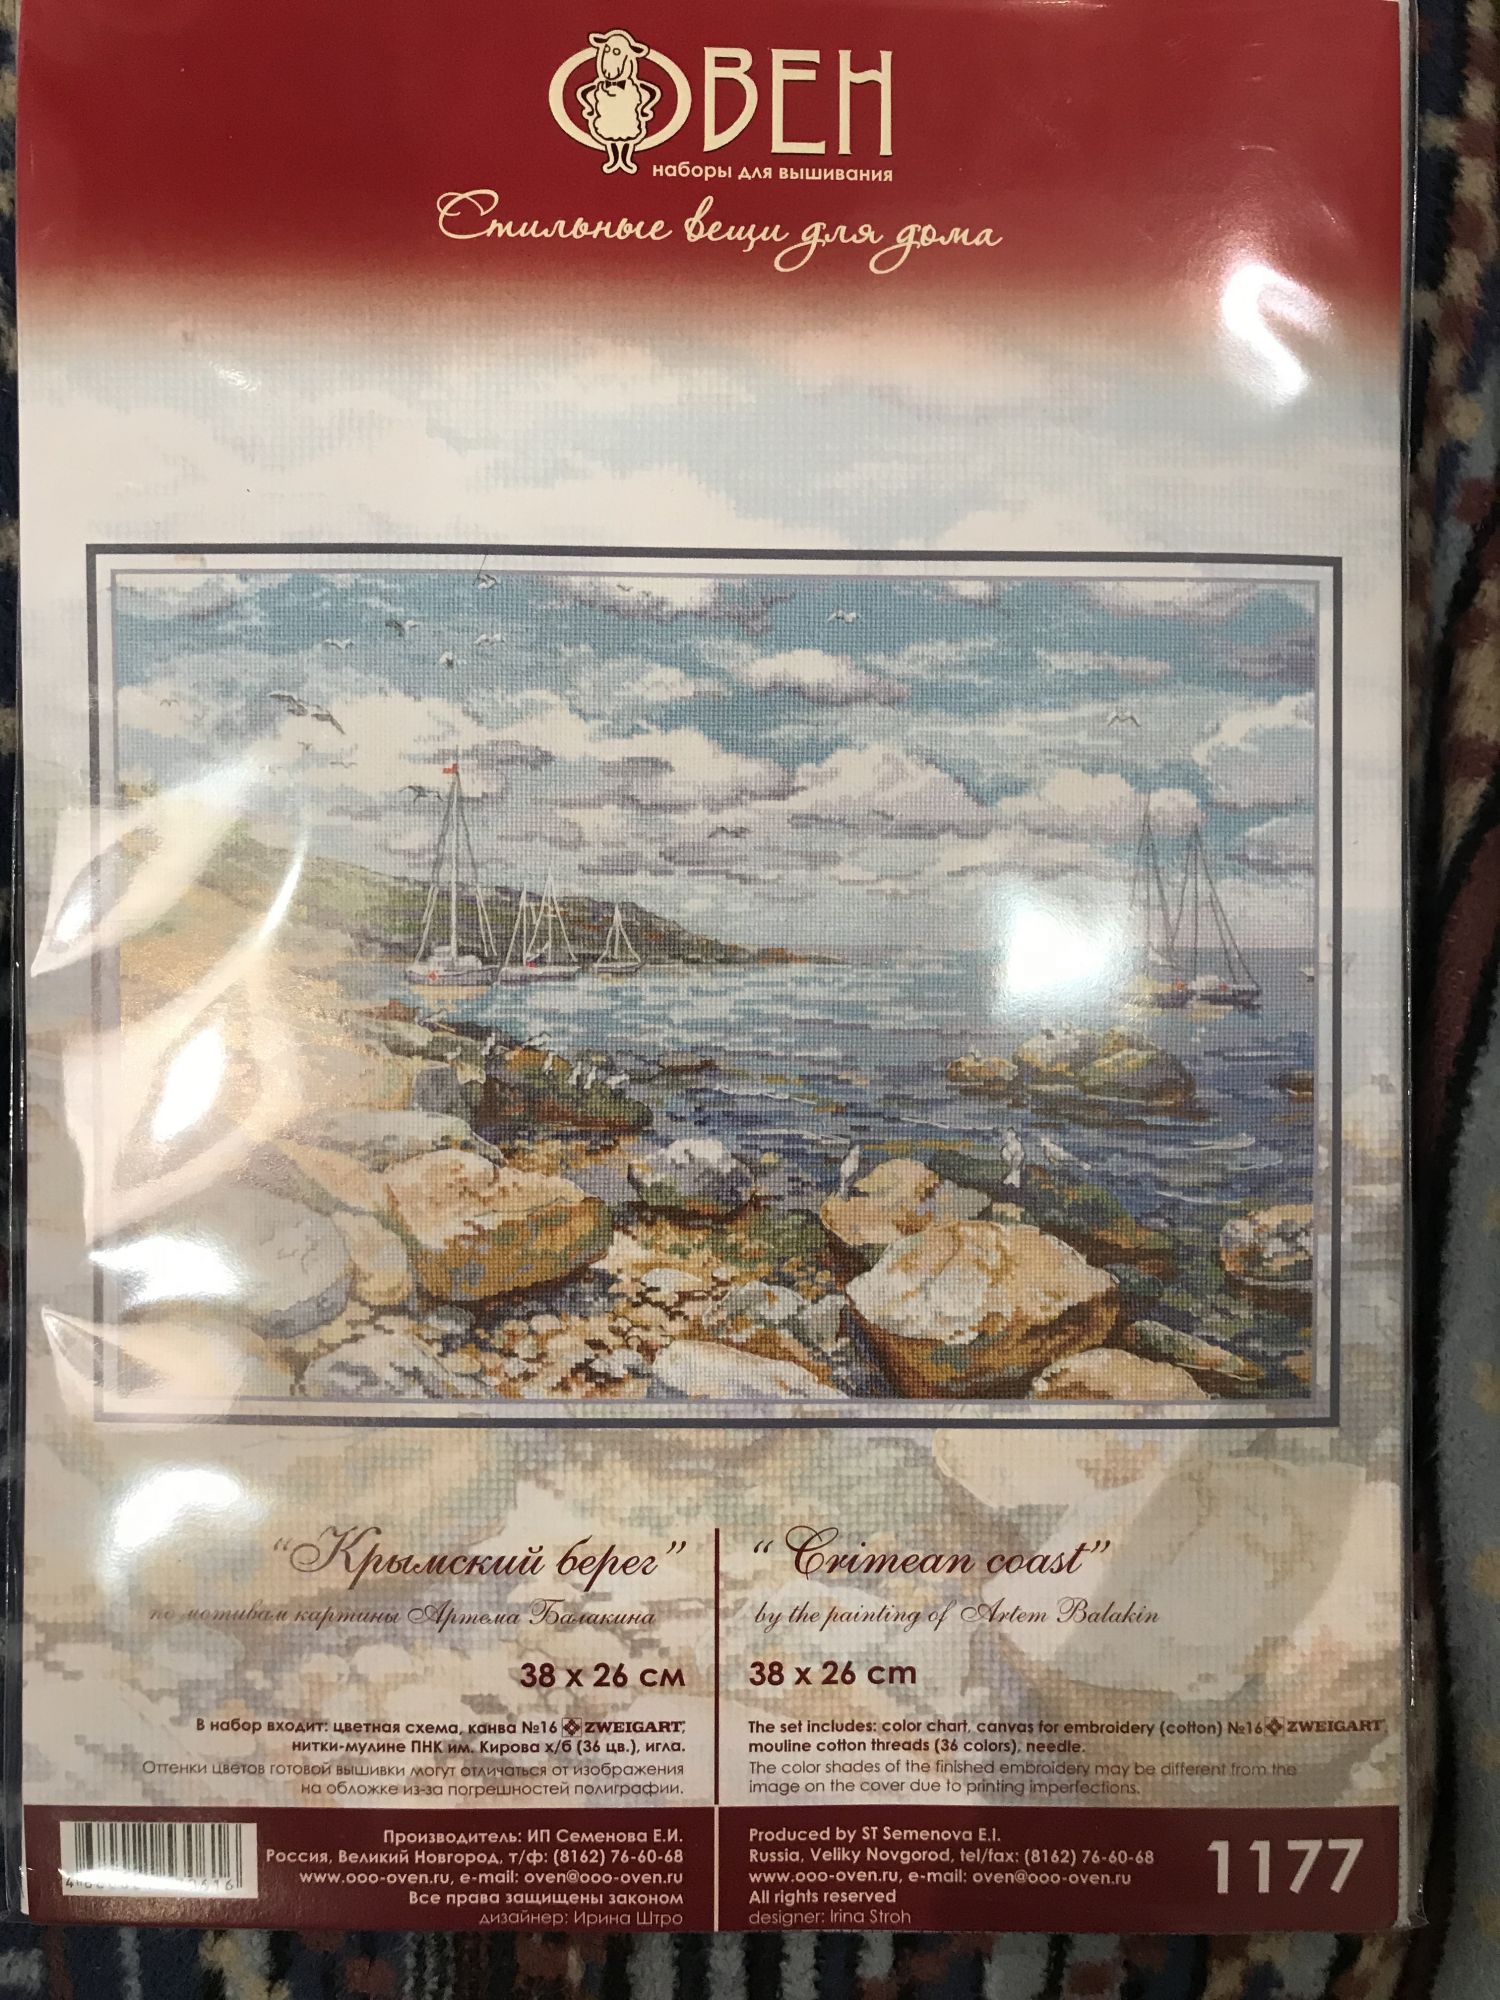 ОВЕН
наборы для вышивания
Стильные вещи для дома
"Крымский берег"
по мотивам картины Артема Балакина
38 х 26 см
В набор входит: цветная схема, канва №16 ZWEIGART,
нитки-мулине ПНК им. Кирова х/б (36 цв.), игла.
Оттенки цветов готовой вышивки могут отличаться от изображения
на обложке из-за погрешностей полиграфии.
"Crimean coast"
by the painting of Artem Balakin
38 x 26 cm
The set includes: color chart, canvas for embroidery (cotton) №16 ZWEIGART,
mouline cotton threads (36 colors), needle.
The color shades of the finished embroidery may be different from the
image on the cover due to printing imperfections.
Производитель: ИП Семенова Е.И.
Россия, Великий Новгород, т/ф: (8162) 76-60-68
www.ooo-oven.ru, e-mail: oven@ooo-oven.ru
Все права защищены законом
дизайнер: Ирина Штро
Produced by ST Semenova E.I.
Russia, Veliky Novgorod, tel/fax: (8162) 76-60-68
www.ooo-oven.ru, e-mail: oven@ooo-oven.ru
All rights reserved
designer: Irina Stroh
1177